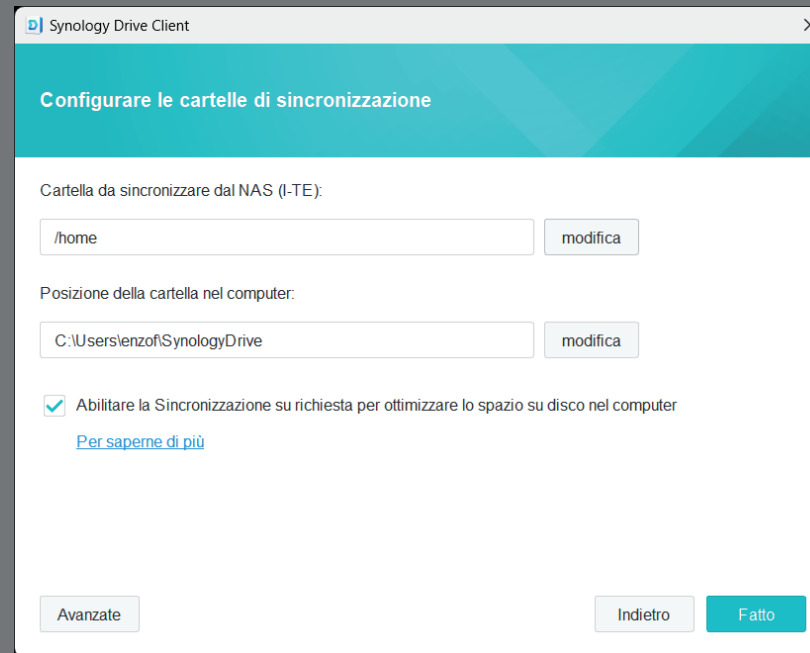 Synology Drive Client
Configurare le cartelle di sincronizzazione
Cartella da sincronizzare dal NAS (I-TE):
/home
modifica
Posizione della cartella nel computer:
C:\Users\enzof\SynologyDrive
modifica
Abilitare la Sincronizzazione su richiesta per ottimizzare lo spazio su disco nel computer
Per saperne di più
Avanzate
Indietro
Fatto